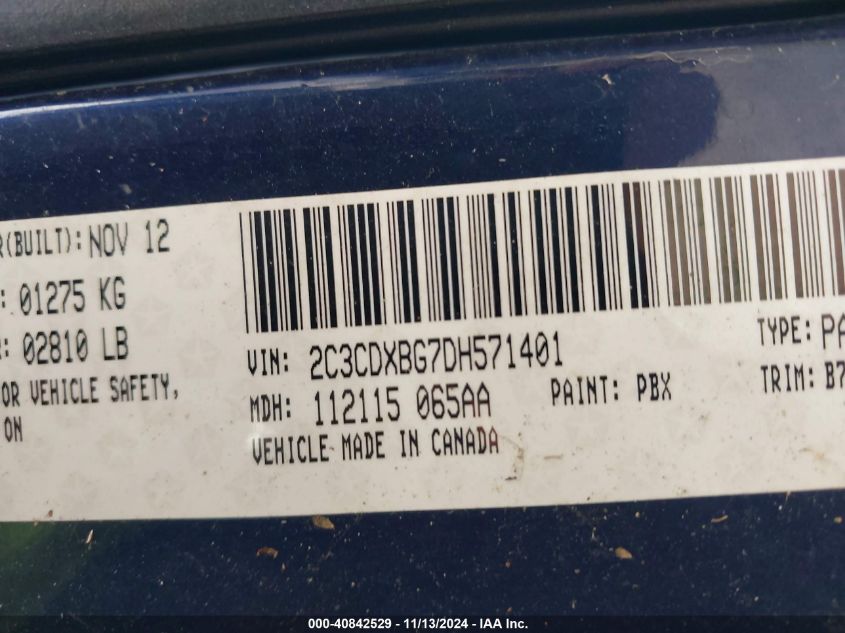 R(BUILT): NOV 12
: 01275 KG
: 02810 LB
OR VEHICLE SAFETY,
ON
VIN: 2C3CDXBG7DH571401
MDH: 112115 065AA
PAINT: PBX
VEHICLE MADE IN CANADA
TYPE: PA
TRIM: B7
000-40842529 - 11/13/2024 - IAA Inc.